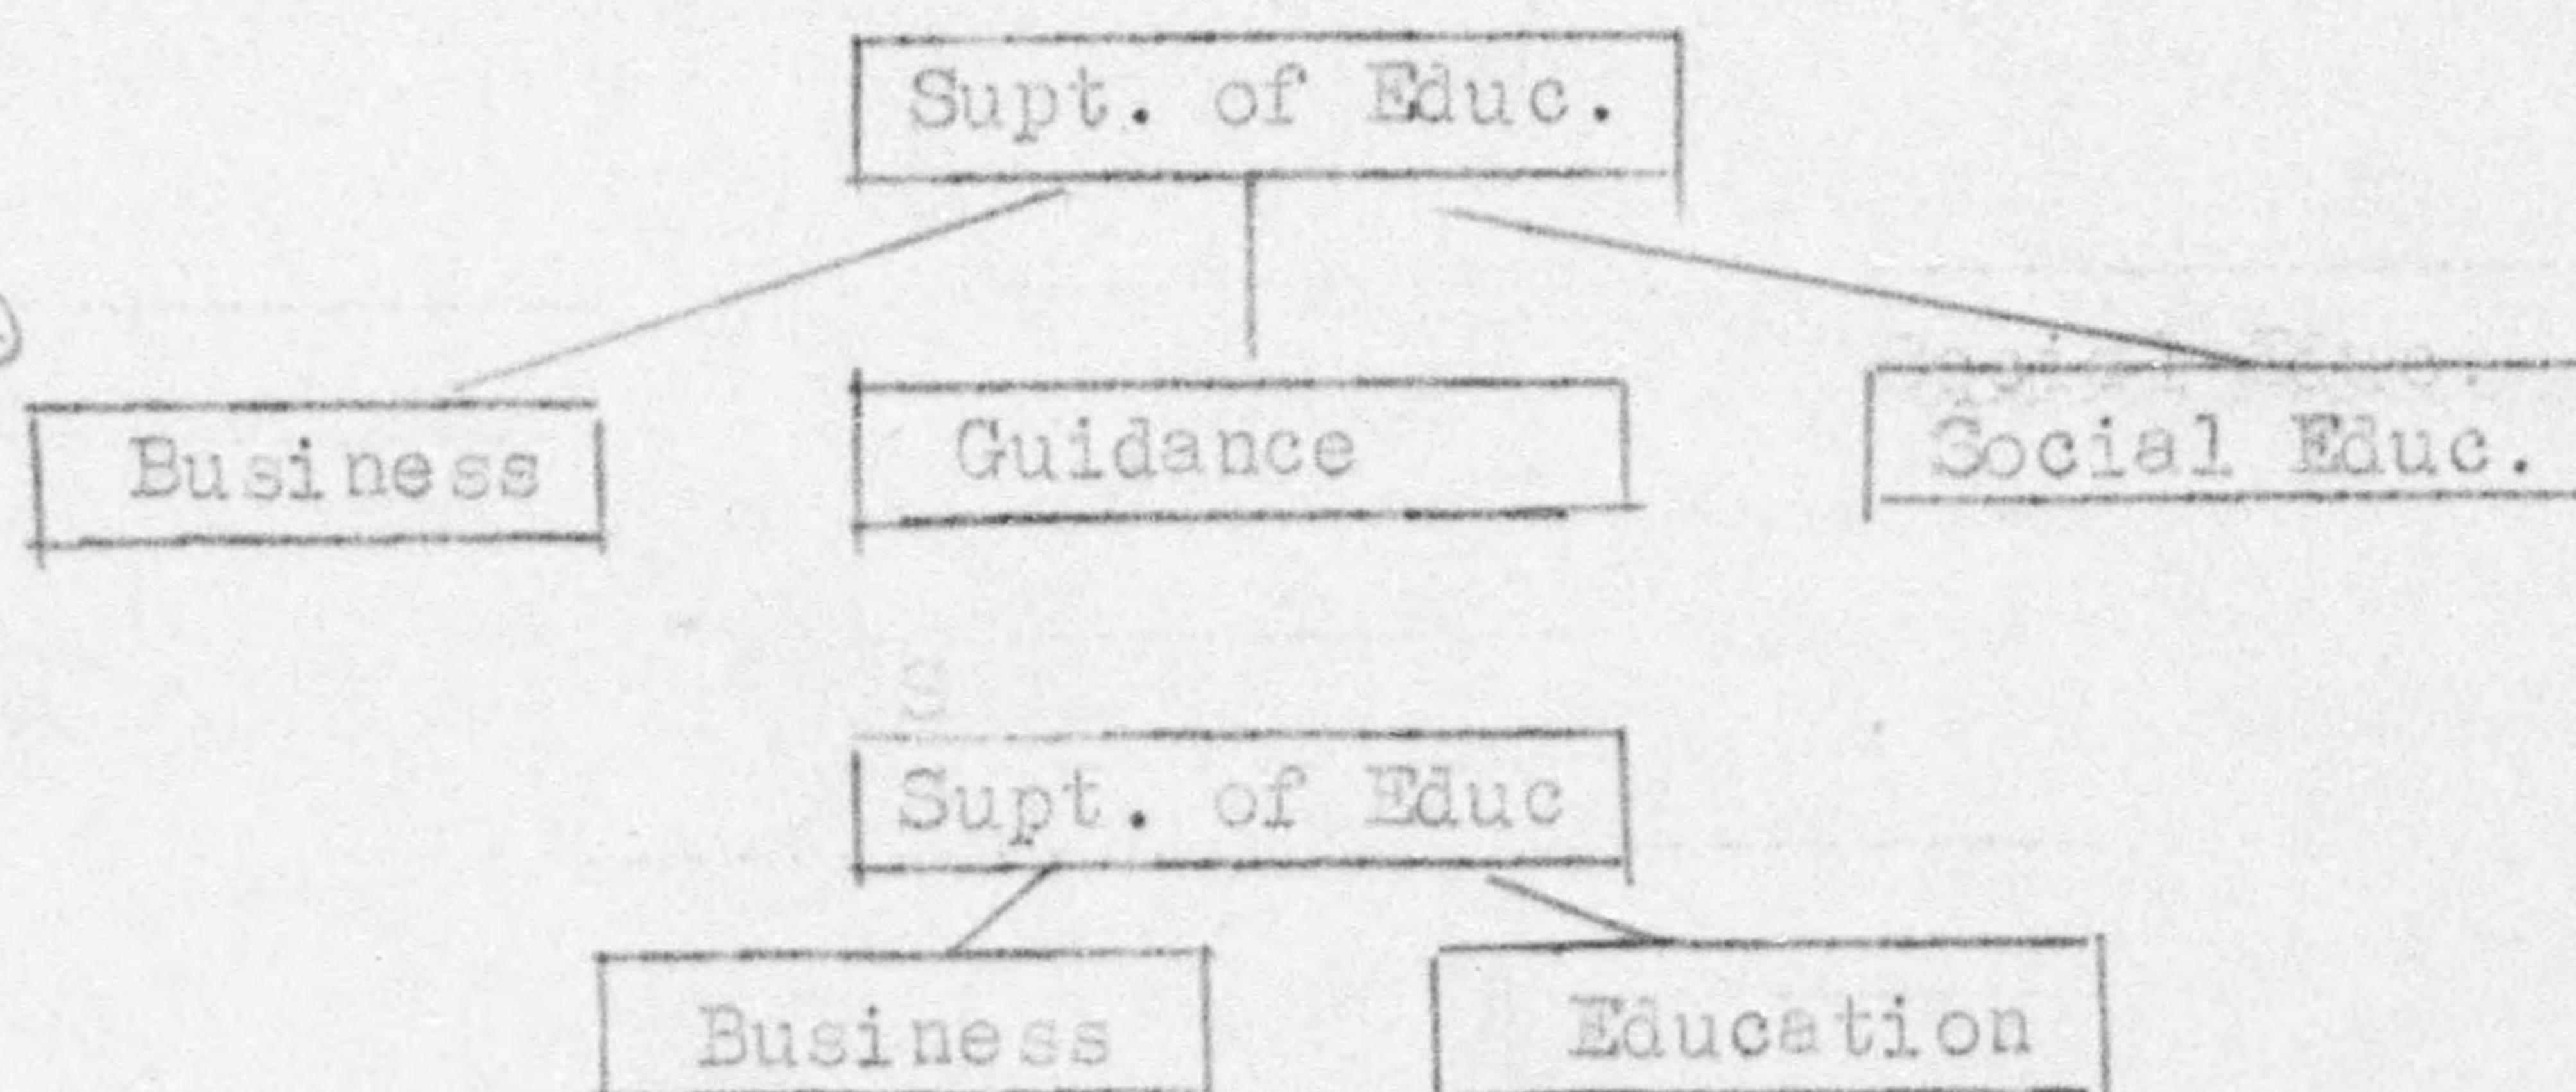 Supt. of Educ.
Business Guidance Social Educ.
S
Supt. of Educ
Business Education